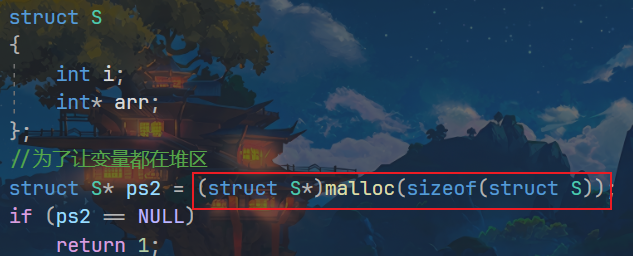 struct S
{
    int i;
    int* arr;
};
//为了让变量都在堆区
struct S* ps2 = (struct S*)malloc(sizeof(struct S));
if (ps2 == NULL)
    return 1;